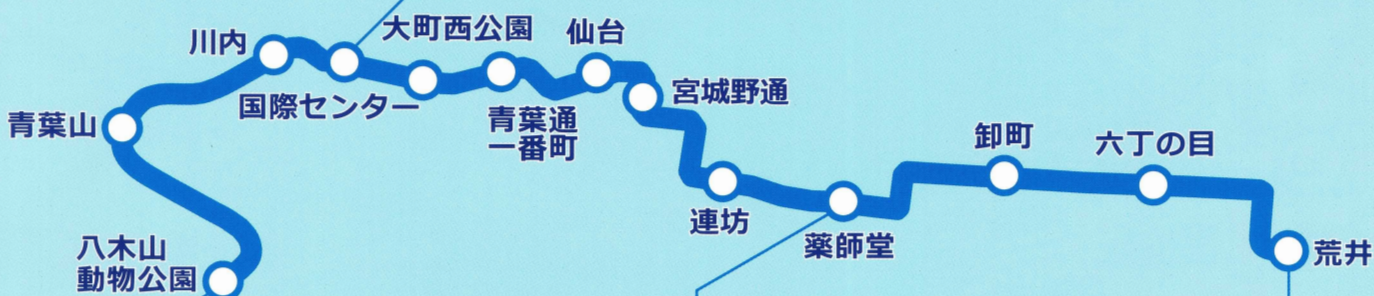 八木山
動物公園
青葉山
川内
国際センター
大町西公園
青葉通
一番町
仙台
宮城野通
連坊
薬師堂
卸町
六丁の目
荒井